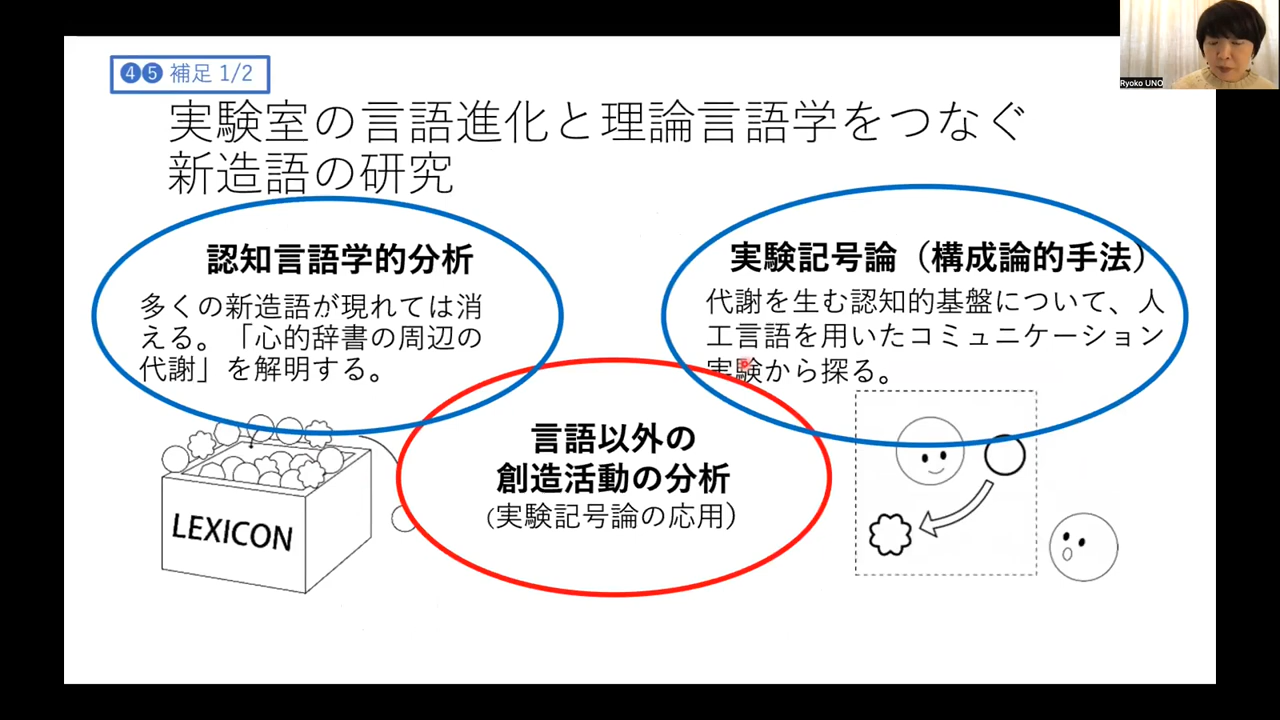 ❹❺ 補足 1/2
Ryoko UNO
実験室の言語進化と理論言語学をつなぐ
新造語の研究
認知言語学的分析
多くの新造語が現れては消
える。「心的辞書の周辺の
代謝」を解明する。
実験記号論（構成論的手法）
代謝を生む認知的基盤について、人
工言語を用いたコミュニケーション
実験から探る。
言語以外の
創造活動の分析
(実験記号論の応用）
LEXICON